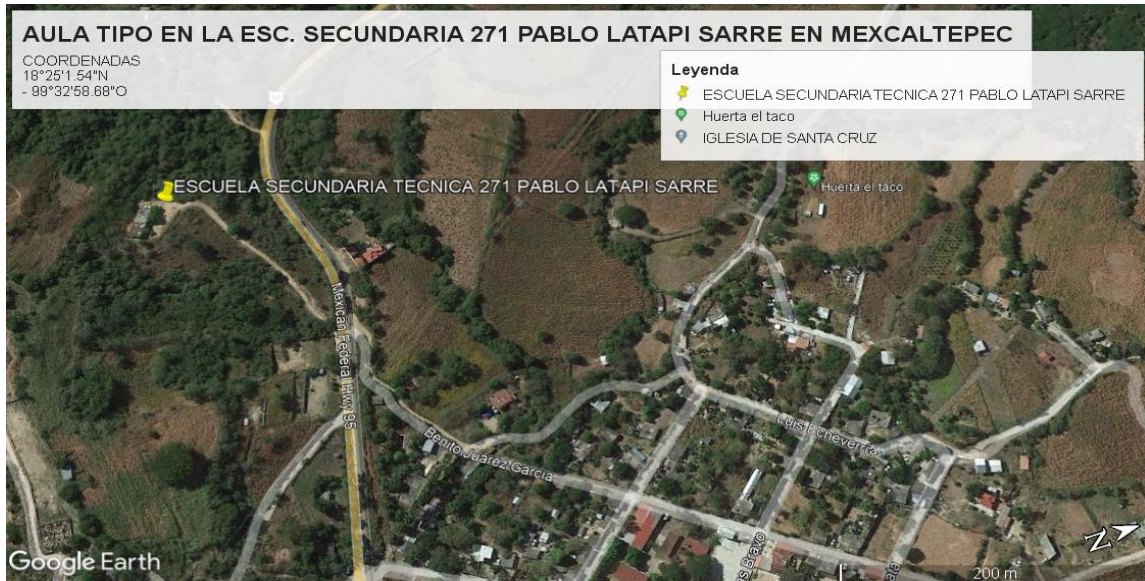 AULA TIPO EN LA ESC. SECUNDARIA 271 PABLO LATAPI SARRE EN MEXCALTEPEC
COORDENADAS
18°25'1.54"N
- 99°32'58.68"O
Leyenda
ESCUELA SECUNDARIA TECNICA 271 PABLO LATAPI SARRE
Huerta el taco
IGLESIA DE SANTA CRUZ
ESCUELA SECUNDARIA TECNICA 271 PABLO LATAPI SARRE
Huerta el taco
Mexican Federal Hwy 95
Luis Echeverra
Benito Juárez García
Bravo
Google Earth
N
200 m